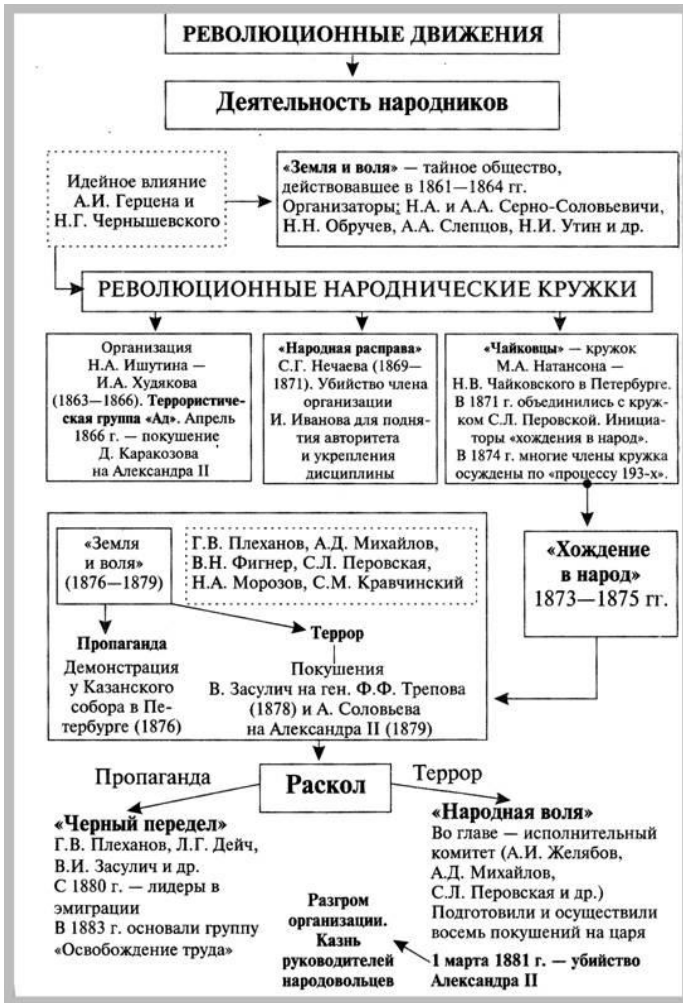 РЕВОЛЮЦИОННЫЕ ДВИЖЕНИЯ
Деятельность народников
Идейное влияние
А.И. Герцена и
Н.Г. Чернышевского
«Земля и воля» — тайное общество,
действовавшее в 1861—1864 гг.
Организаторы: Н.А. и А.А. Серно-Соловьевичи,
Н.Н. Обручев, А.А. Слепцов, Н.И. Утин и др.
РЕВОЛЮЦИОННЫЕ НАРОДНИЧЕСКИЕ КРУЖКИ
Организация
Н.А. Ишутина —
И.А. Худякова
(1863—1866). Террористиче-
ская группа «Ад». Апрель
1866 г. — покушение
Д. Каракозова
на Александра II
«Народная расправа»
С.Г. Нечаева (1869—
1871). Убийство члена
организации
И. Иванова для подня-
тия авторитета
и укрепления
дисциплины
«Чайковцы» — кружок
М.А. Натансона —
Н.В. Чайковского в Петербурге.
В 1871 г. объединились с круж-
ком С.Л. Перовской. Инициа-
торы «хождения в народ».
В 1874 г. многие члены кружка
осуждены по «процессу 193-х».
«Земля
и воля»
(1876—1879)
Г.В. Плеханов, А.Д. Михайлов,
В.Н. Фигнер, С.Л. Перовская,
Н.А. Морозов, С.М. Кравчинский
«Хождение
в народ»
1873—1875 гг.
Пропаганда
Демонстрация
у Казанского
собора в Пе-
тербурге (1876)
Террор
Покушения
В. Засулич на ген. Ф.Ф. Трепова
(1878) и А. Соловьева
на Александра II (1879)
Пропаганда
Раскол
Террор
«Черный передел»
Г.В. Плеханов, Л.Г. Дейч,
В.И. Засулич и др.
С 1880 г. — лидеры в
эмиграции
В 1883 г. основали группу
«Освобождение труда»
«Народная воля»
Во главе — исполнительный
комитет (А.И. Желябов,
А.Д. Михайлов,
С.Л. Перовская и др.)
Подготовили и осуществили
восемь покушений на царя
1 марта 1881 г. — убийство
Александра II
Разгром
организации.
Казнь
руководителей
народовольцев